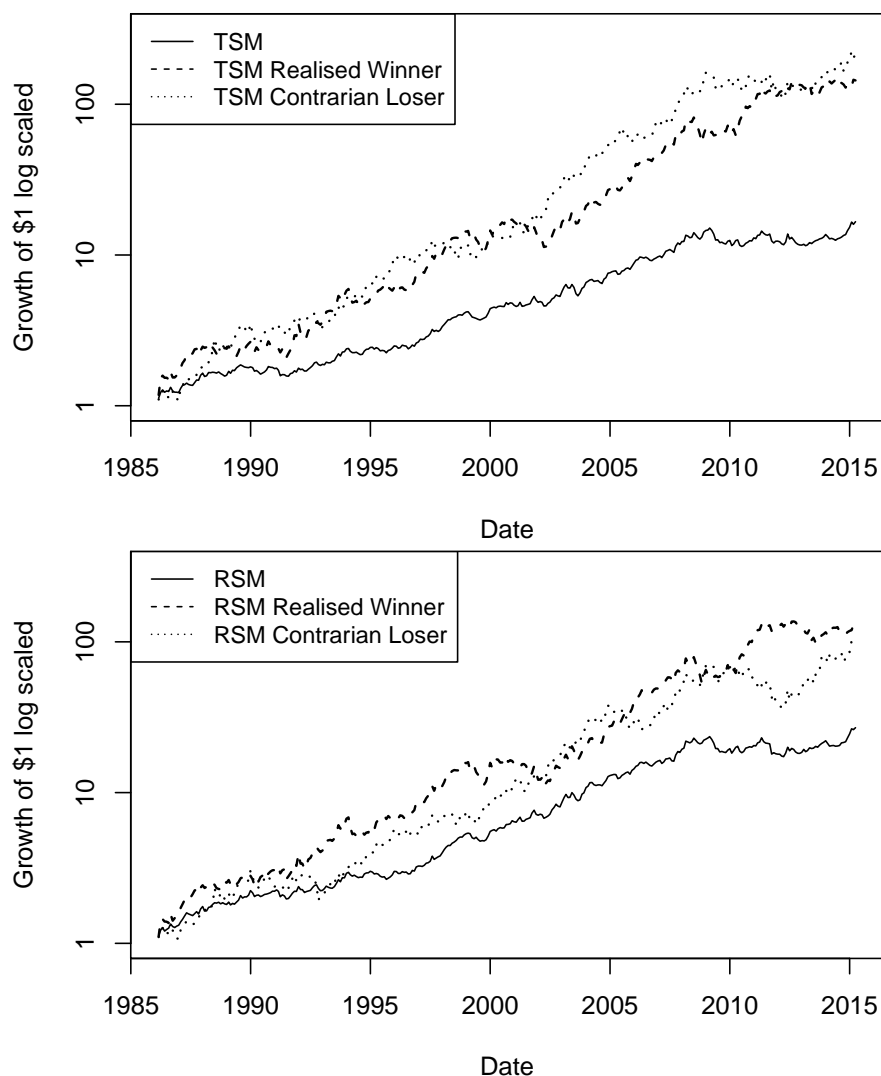 TSM
TSM Realised Winner
TSM Contrarian Loser
Growth of $1 log scaled
100
10
1
1985 1990 1995 2000 2005 2010 2015
Date
RSM
RSM Realised Winner
RSM Contrarian Loser
Growth of $1 log scaled
100
10
1
1985 1990 1995 2000 2005 2010 2015
Date